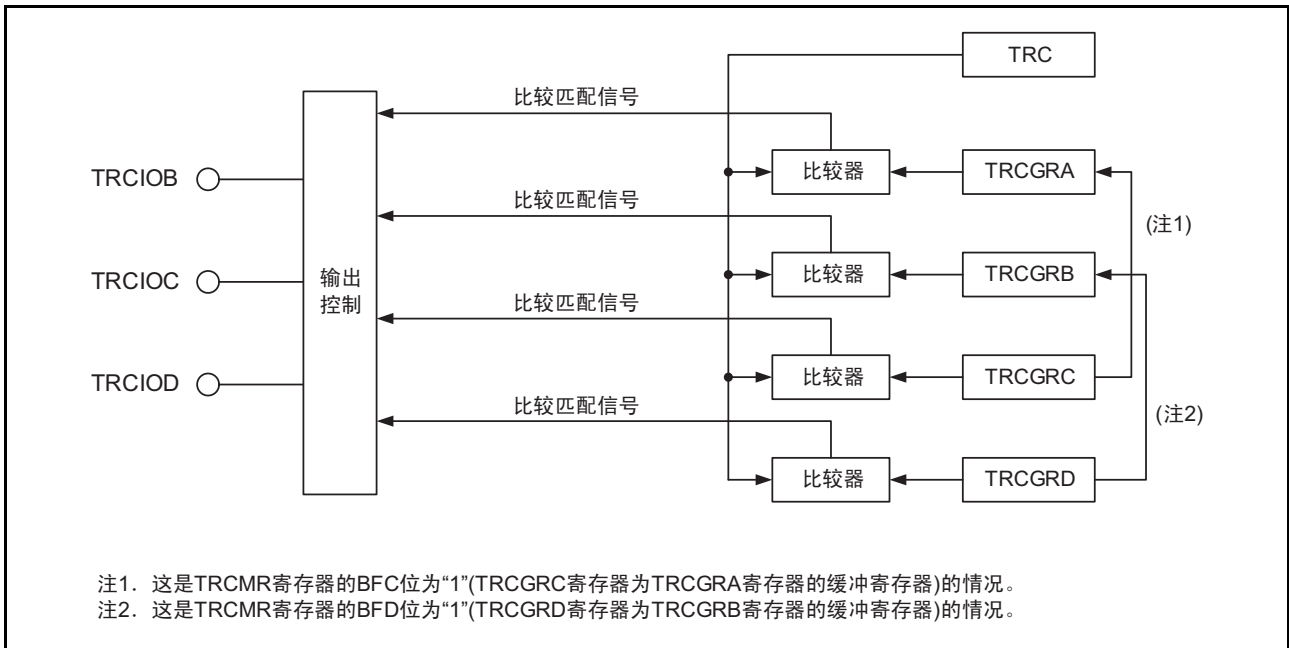 TRC
比较匹配信号
TRCIOB
比较器
TRCGRA
比较匹配信号
(注1)
TRCIOC
输出
控制
比较器
TRCGRB
比较匹配信号
TRCIOD
比较器
TRCGRC
比较匹配信号
(注2)
比较器
TRCGRD
注1. 这是TRCMR寄存器的BFC位为“1”(TRCGRC寄存器为TRCGRA寄存器的缓冲寄存器)的情况。
注2. 这是TRCMR寄存器的BFD位为“1”(TRCGRD寄存器为TRCGRB寄存器的缓冲寄存器)的情况。